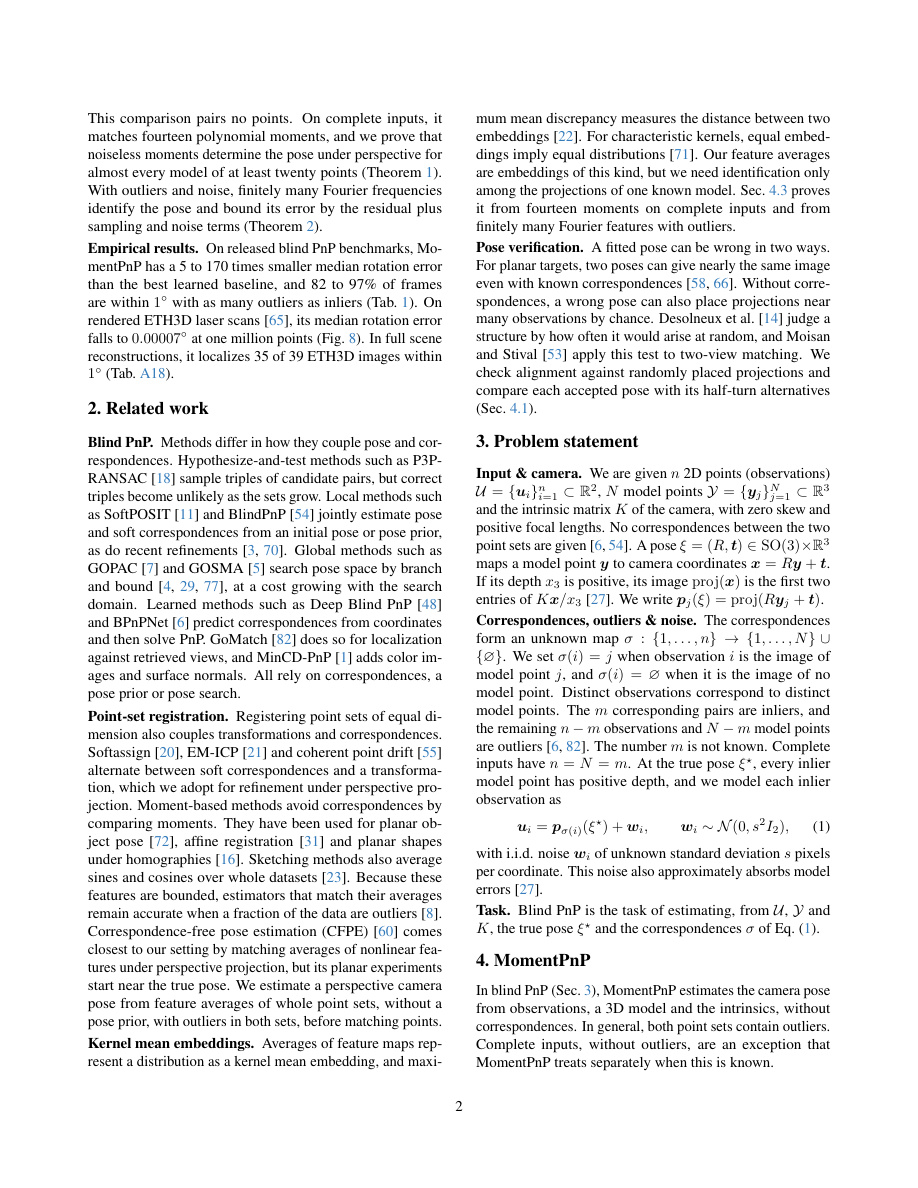 This comparison pairs no points. On complete inputs, it
matches fourteen polynomial moments, and we prove that
noiseless moments determine the pose under perspective for
almost every model of at least twenty points (Theorem 1).
With outliers and noise, finitely many Fourier frequencies
identify the pose and bound its error by the residual plus
sampling and noise terms (Theorem 2).
Empirical results. On released blind PnP benchmarks, Mo-
mentPnP has a 5 to 170 times smaller median rotation error
than the best learned baseline, and 82 to 97% of frames
are within 1° with as many outliers as inliers (Tab. 1). On
rendered ETH3D laser scans [65], its median rotation error
falls to 0.00007° at one million points (Fig. 8). In full scene
reconstructions, it localizes 35 of 39 ETH3D images within
1° (Tab. A18).
2. Related work
Blind PnP. Methods differ in how they couple pose and cor-
respondences. Hypothesize-and-test methods such as P3P-
RANSAC [18] sample triples of candidate pairs, but correct
triples become unlikely as the sets grow. Local methods such
as SoftPOSIT [11] and BlindPnP [54] jointly estimate pose
and soft correspondences from an initial pose or pose prior,
as do recent refinements [3, 70]. Global methods such as
GOPAC [7] and GOSMA [5] search pose space by branch
and bound [4, 29, 77], at a cost growing with the search
domain. Learned methods such as Deep Blind PnP [48]
and BPnPNet [6] predict correspondences from coordinates
and then solve PnP. GoMatch [82] does so for localization
against retrieved views, and MinCD-PnP [1] adds color im-
ages and surface normals. All rely on correspondences, a
pose prior or pose search.
Point-set registration. Registering point sets of equal di-
mension also couples transformations and correspondences.
Softassign [20], EM-ICP [21] and coherent point drift [55]
alternate between soft correspondences and a transforma-
tion, which we adopt for refinement under perspective pro-
jection. Moment-based methods avoid correspondences by
comparing moments. They have been used for planar ob-
ject pose [72], affine registration [31] and planar shapes
under homographies [16]. Sketching methods also average
sines and cosines over whole datasets [23]. Because these
features are bounded, estimators that match their averages
remain accurate when a fraction of the data are outliers [8].
Correspondence-free pose estimation (CFPE) [60] comes
closest to our setting by matching averages of nonlinear fea-
tures under perspective projection, but its planar experiments
start near the true pose. We estimate a perspective camera
pose from feature averages of whole point sets, without a
pose prior, with outliers in both sets, before matching points.
Kernel mean embeddings. Averages of feature maps rep-
resent a distribution as a kernel mean embedding, and maxi-
mum mean discrepancy measures the distance between two
embeddings [22]. For characteristic kernels, equal embed-
dings imply equal distributions [71]. Our feature averages
are embeddings of this kind, but we need identification only
among the projections of one known model. Sec. 4.3 proves
it from fourteen moments on complete inputs and from
finitely many Fourier features with outliers.
Pose verification. A fitted pose can be wrong in two ways.
For planar targets, two poses can give nearly the same image
even with known correspondences [58, 66]. Without corre-
spondences, a wrong pose can also place projections near
many observations by chance. Desolneux et al. [14] judge a
structure by how often it would arise at random, and Moisan
and Stival [53] apply this test to two-view matching. We
check alignment against randomly placed projections and
compare each accepted pose with its half-turn alternatives
(Sec. 4.1).
3. Problem statement
Input & camera. We are given n 2D points (observations)
𝒰 = {𝒖ᵢ}ⁿᵢ₌₁ ⊂ ℝ², N model points 𝒴 = {𝒚ⱼ}ᴺⱼ₌₁ ⊂ ℝ³
and the intrinsic matrix K of the camera, with zero skew and
positive focal lengths. No correspondences between the two
point sets are given [6, 54]. A pose ξ = (R, 𝒕) ∈ SO(3)×ℝ³
maps a model point 𝒚 to camera coordinates 𝒙 = R𝒚 + 𝒕.
If its depth x₃ is positive, its image proj(𝒙) is the first two
entries of K𝒙/x₃ [27]. We write 𝒑ⱼ(ξ) = proj(R𝒚ⱼ + 𝒕).
Correspondences, outliers & noise. The correspondences
form an unknown map σ : {1, . . . , n} → {1, . . . , N} ∪
{∅}. We set σ(i) = j when observation i is the image of
model point j, and σ(i) = ∅ when it is the image of no
model point. Distinct observations correspond to distinct
model points. The m corresponding pairs are inliers, and
the remaining n − m observations and N − m model points
are outliers [6, 82]. The number m is not known. Complete
inputs have n = N = m. At the true pose ξ⋆, every inlier
model point has positive depth, and we model each inlier
observation as
𝒖ᵢ = 𝒑σ(i)(ξ⋆) + 𝒘ᵢ, 𝒘ᵢ ∼ 𝒩(0, s²I₂), (1)
with i.i.d. noise 𝒘ᵢ of unknown standard deviation s pixels
per coordinate. This noise also approximately absorbs model
errors [27].
Task. Blind PnP is the task of estimating, from 𝒰, 𝒴 and
K, the true pose ξ⋆ and the correspondences σ of Eq. (1).
4. MomentPnP
In blind PnP (Sec. 3), MomentPnP estimates the camera pose
from observations, a 3D model and the intrinsics, without
correspondences. In general, both point sets contain outliers.
Complete inputs, without outliers, are an exception that
MomentPnP treats separately when this is known.
2